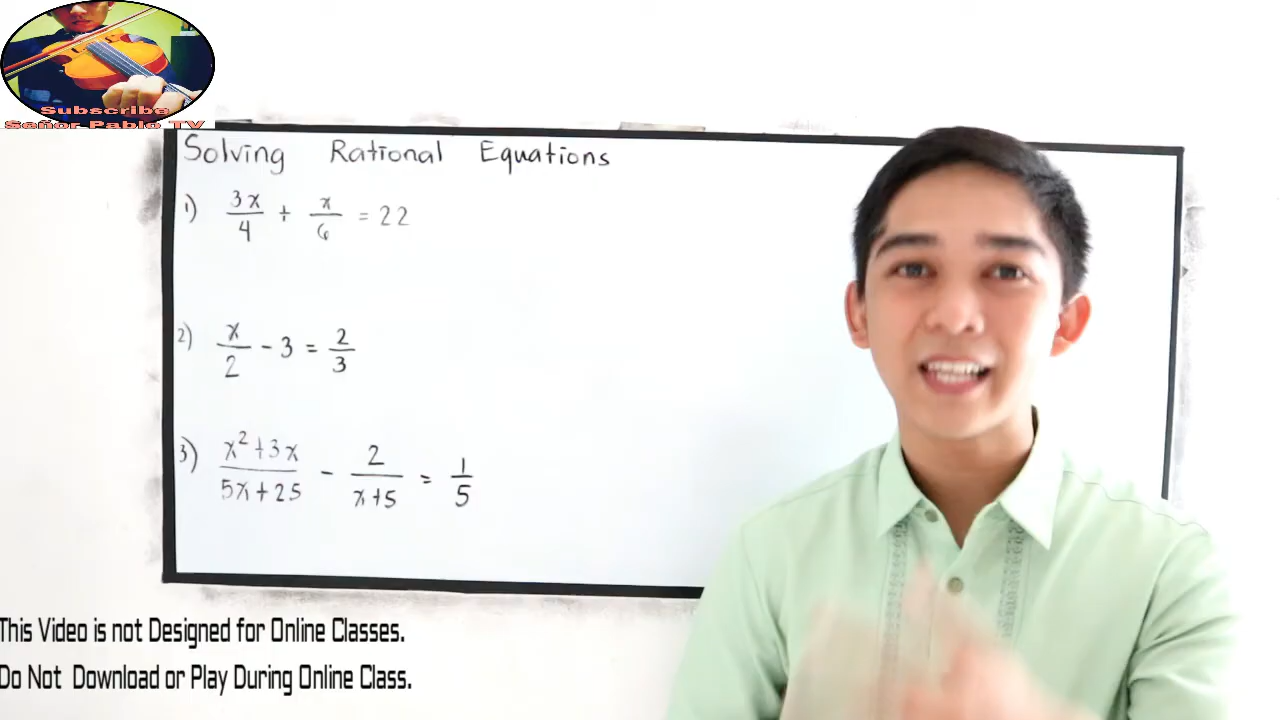 Subscribe
Señor Pablo TV
Solving Rational Equations
1) 3x/4 + x/6 = 22
2) x/2 - 3 = 2/3
3) x²+3x/5x+25 - 2/x+5 = 1/5
This Video is not Designed for Online Classes.
Do Not Download or Play During Online Class.